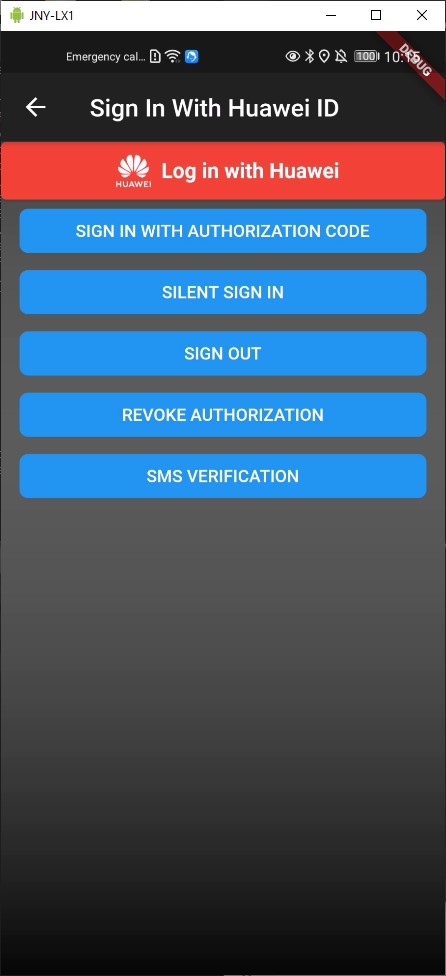 JNY-LX1
Emergency cal... 100 10:15
DEBUG
Sign In With Huawei ID
HUAWEI Log in with Huawei
SIGN IN WITH AUTHORIZATION CODE
SILENT SIGN IN
SIGN OUT
REVOKE AUTHORIZATION
SMS VERIFICATION